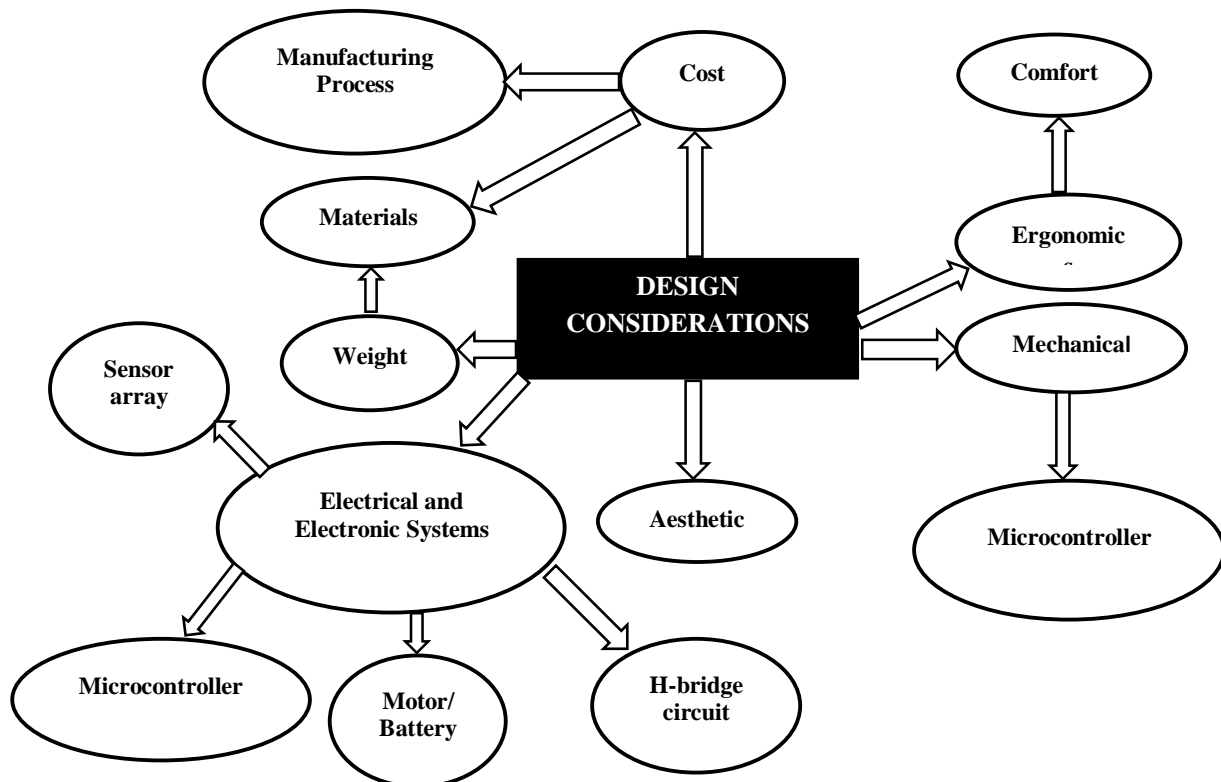 Manufacturing
Process
Cost
Comfort
Materials
Ergonomic
DESIGN
CONSIDERATIONS
Mechanical
Weight
Sensor
array
Electrical and
Electronic Systems
Aesthetic
Microcontroller
Microcontroller
Motor/
Battery
H-bridge
circuit